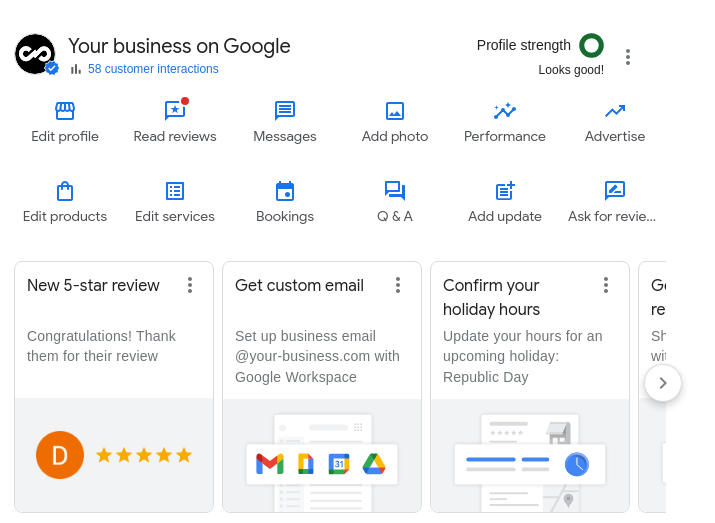 Your business on Google
58 customer interactions
Profile strength
Looks good!
Edit profile
Read reviews
Messages
Add photo
Performance
Advertise
Edit products
Edit services
Bookings
Q & A
Add update
Ask for revie...
New 5-star review
Congratulations! Thank
them for their review
D
Get custom email
Set up business email
@your-business.com with
Google Workspace
31
Confirm your
holiday hours
Update your hours for an
upcoming holiday:
Republic Day